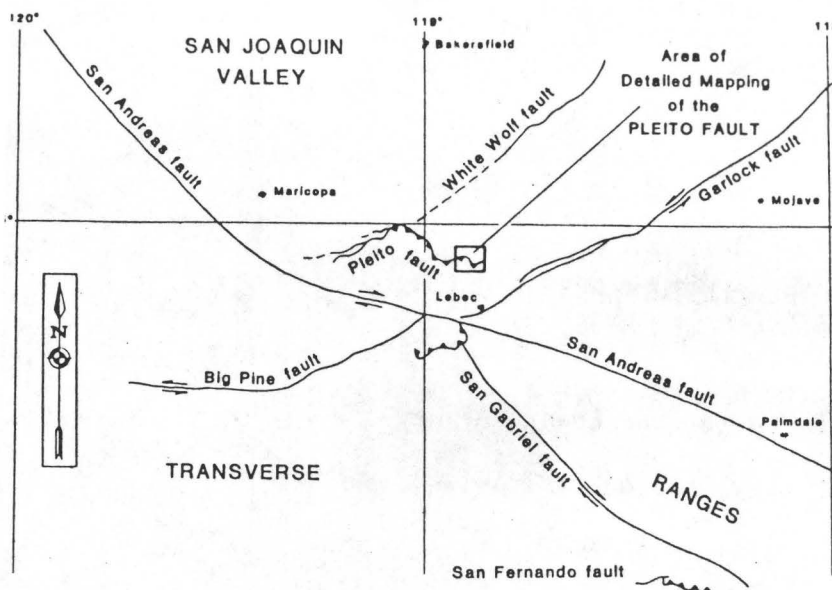 120°
119°
11
SAN JOAQUIN
VALLEY
Bakersfield
Area of
Detailed Mapping
of the
PLEITO FAULT
San Andreas fault
White Wolf fault
Garlock fault
Maricopa
Mojave
°
Pleito fault
Lebec
N
Big Pine fault
San Andreas fault
San Gabriel fault
Palmdale
TRANSVERSE
RANGES
San Fernando fault